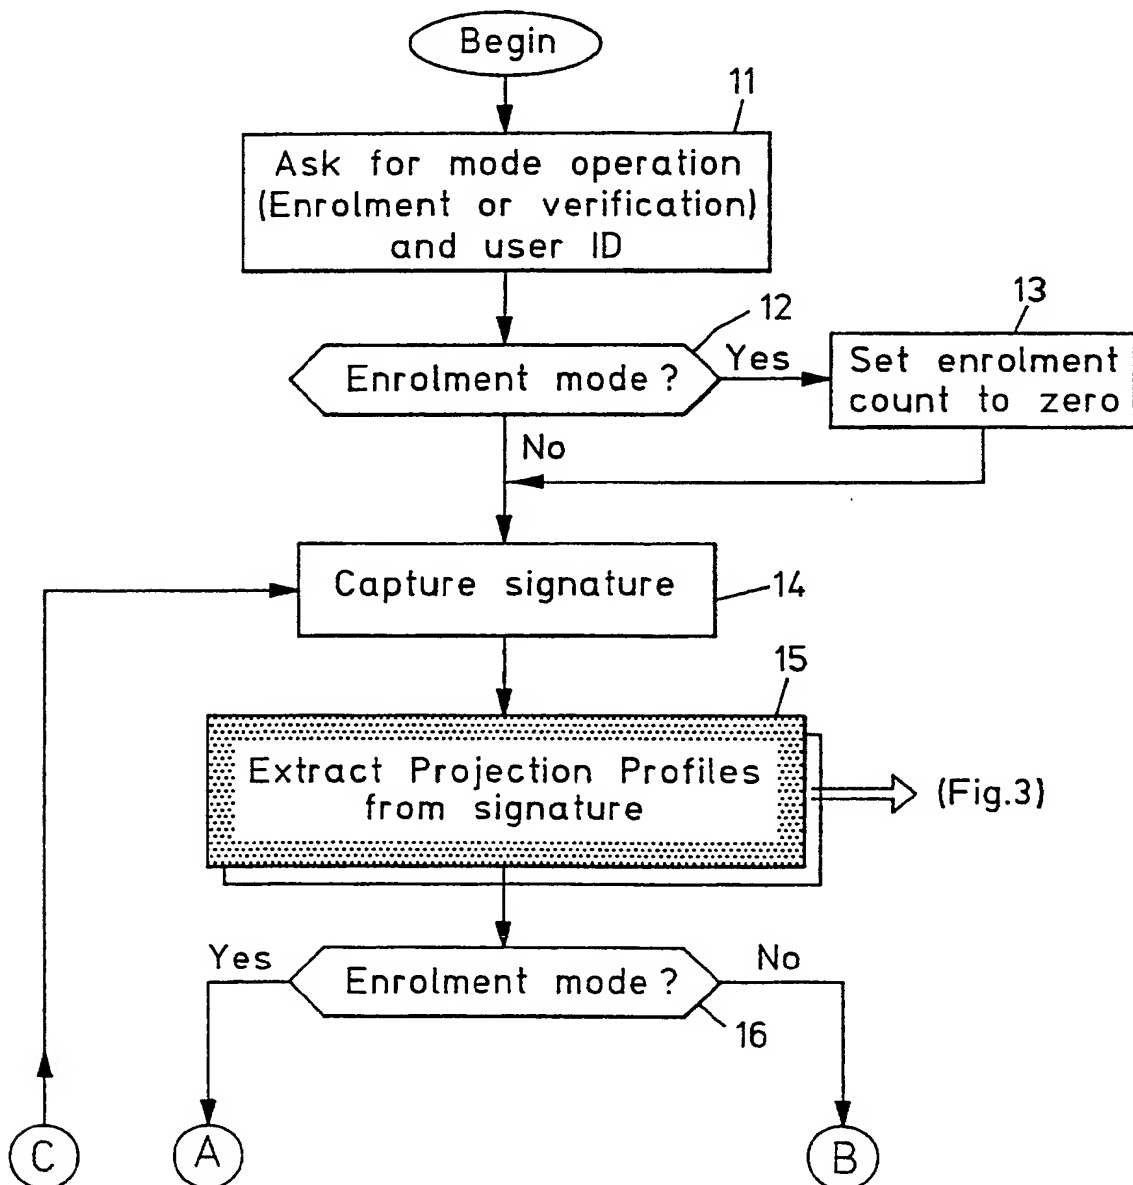 Begin
11
Ask for mode operation
(Enrolment or verification)
and user ID
12
Enrolment mode?
Yes
13
Set enrolment
count to zero
No
Capture signature
14
15
Extract Projection Profiles
from signature
(Fig.3)
Yes
Enrolment mode?
No
16
C
A
B